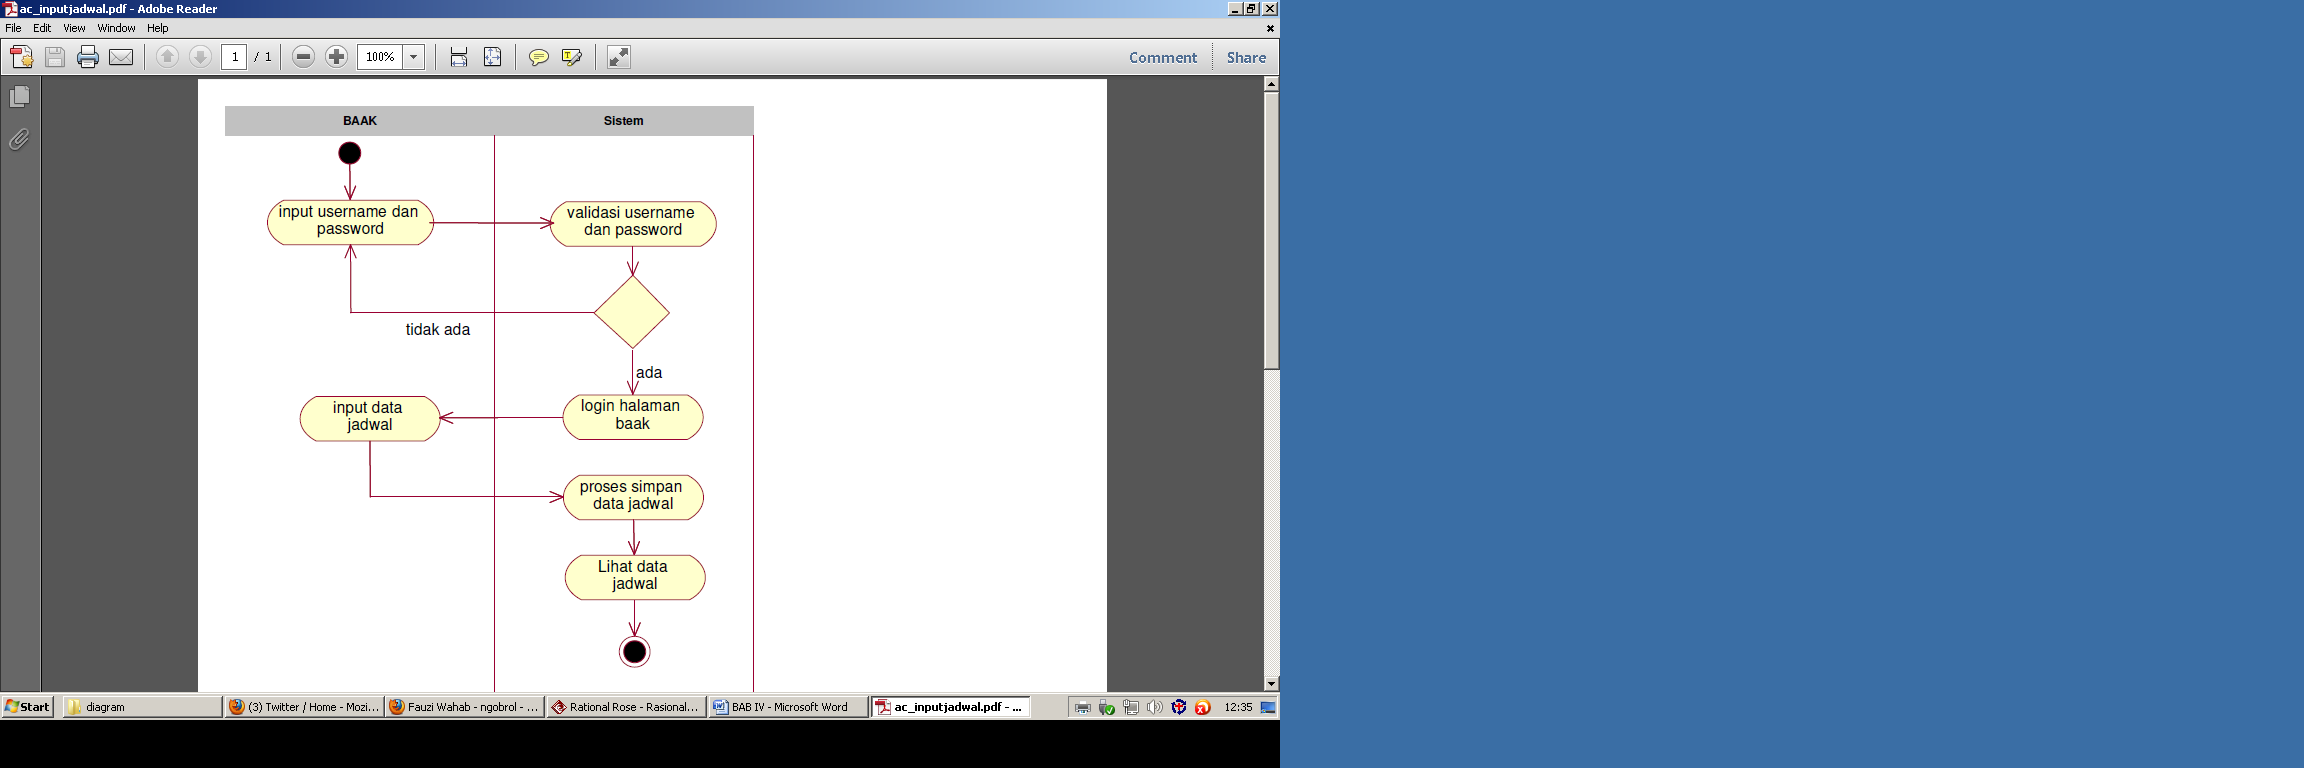 ac_inputjadwal.pdf - Adobe Reader
File Edit View Window Help
1 / 1 100% Comment Share
BAAK Sistem
input username dan
password
validasi username
dan password
tidak ada
ada
input data
jadwal
login halaman
baak
proses simpan
data jadwal
Lihat data
jadwal
Start diagram (3) Twitter / Home - Mozi... Fauzi Wahab - ngobrol - ... Rational Rose - Rasional... BAB IV - Microsoft Word ac_inputjadwal.pdf - ... 12:35